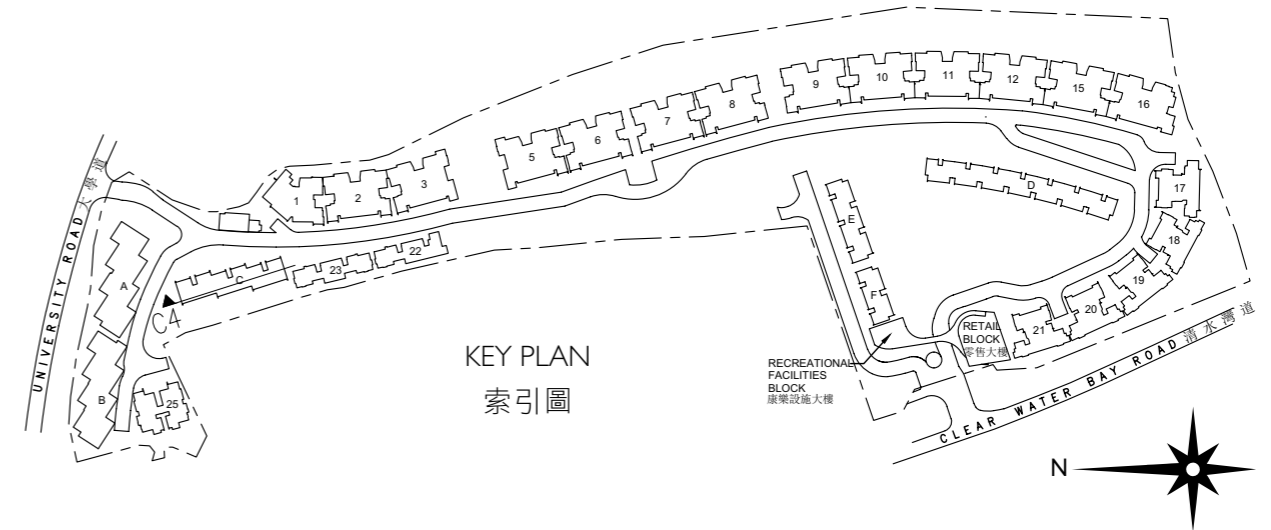 9
10
11
12
15
16
8
7
6
5
3
2
1
17
18
19
20
21
D
E
F
22
23
C
C4
A
B
25
UNIVERSITY ROAD 大學道
KEY PLAN
索引圖
RETAIL
BLOCK
零售大樓
RECREATIONAL
FACILITIES
BLOCK
康樂設施大樓
CLEAR WATER BAY ROAD 清水灣道
N